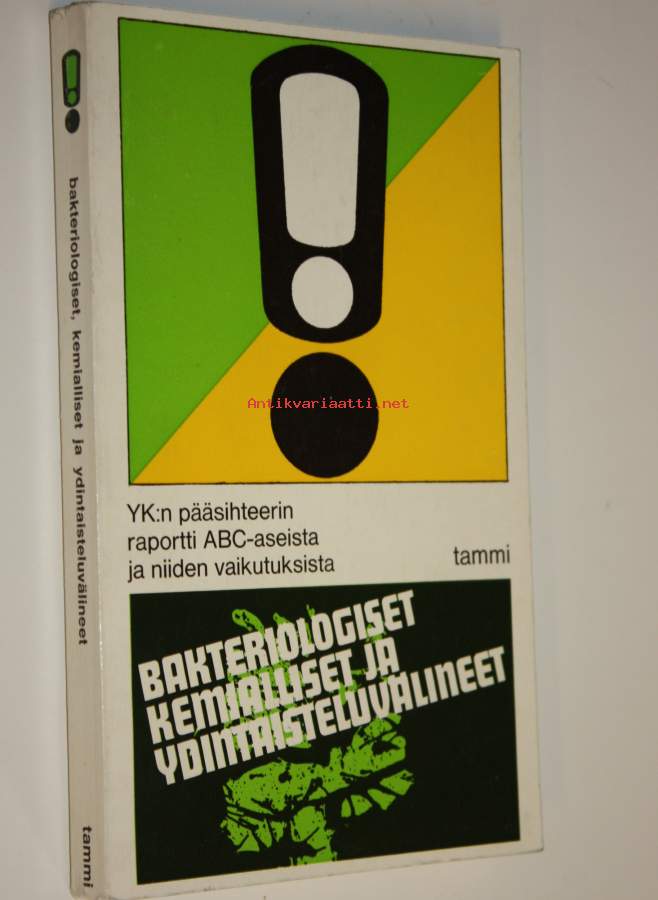 bakteriologiset, kemialliset ja ydintaisteluvälineet
tammi
Antikvariaatti.net
YK:n pääsihteerin
raportti ABC-aseista
ja niiden vaikutuksista
tammi
BAKTERIOLOGISET
KEMIALLISET JA
YDINTAISTELUVÄLINEET